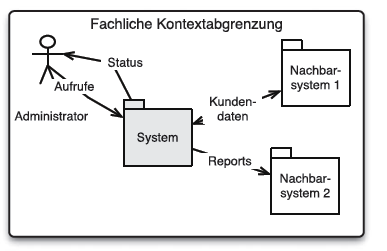 Fachliche Kontextabgrenzung
Status
Aufrufe
Administrator
System
Kunden-
daten
Reports
Nachbar-
system 1
Nachbar-
system 2